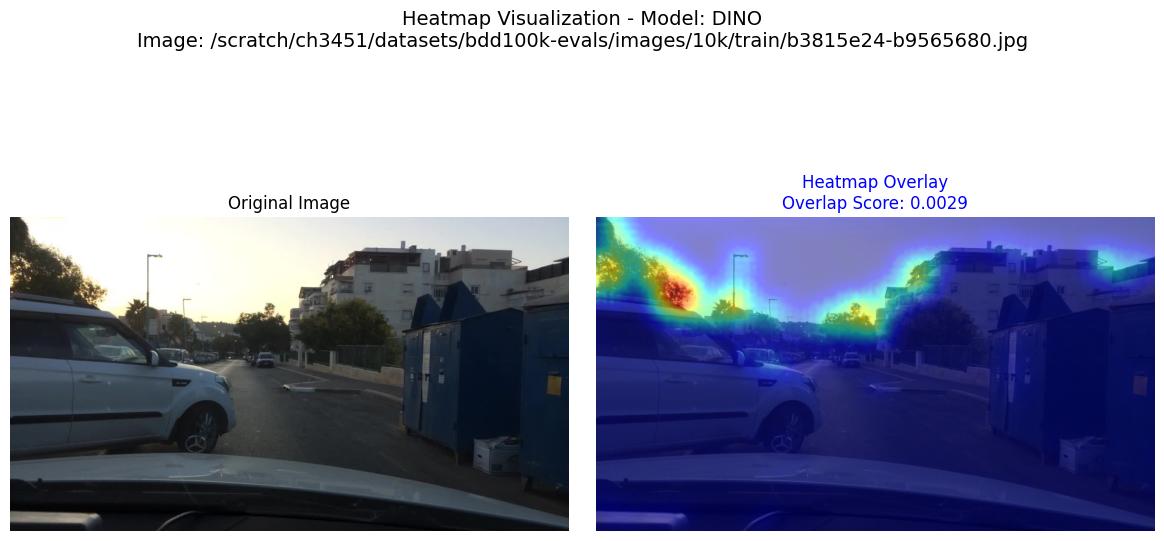 Heatmap Visualization - Model: DINO
Image: /scratch/ch3451/datasets/bdd100k-evals/images/10k/train/b3815e24-b9565680.jpg
Original Image
Heatmap Overlay
Overlap Score: 0.0029